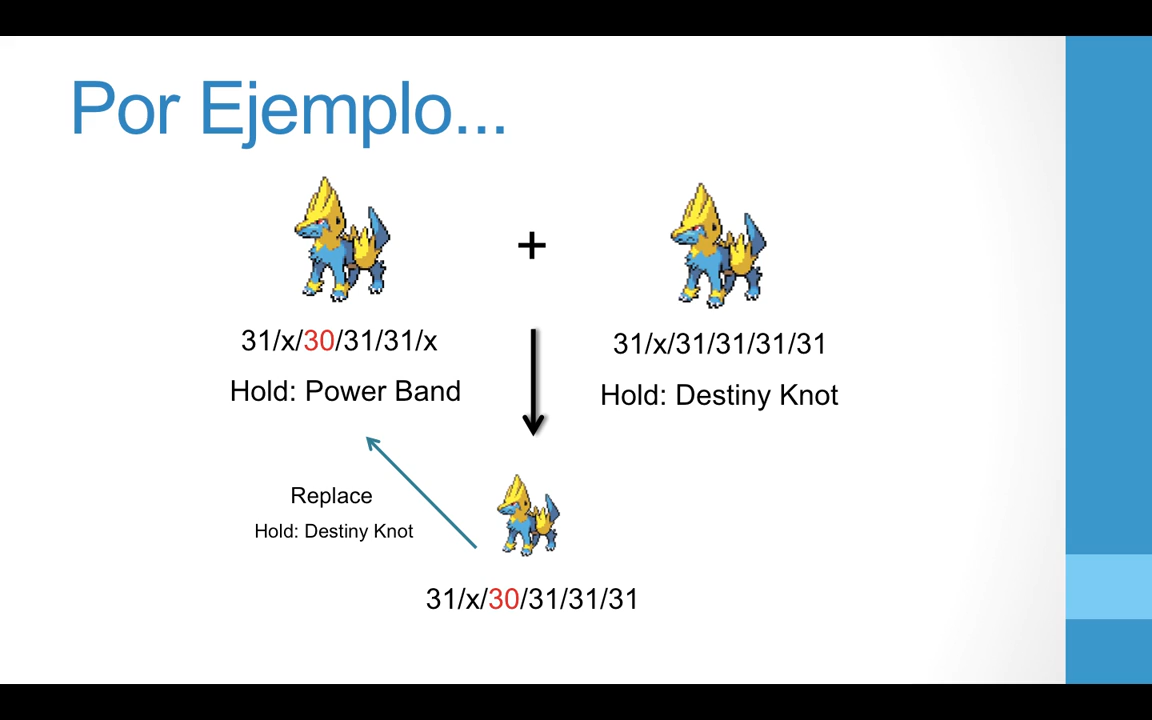 Por Ejemplo...
+
31/x/30/31/31/x
Hold: Power Band
31/x/31/31/31/31
Hold: Destiny Knot
Replace
Hold: Destiny Knot
31/x/30/31/31/31